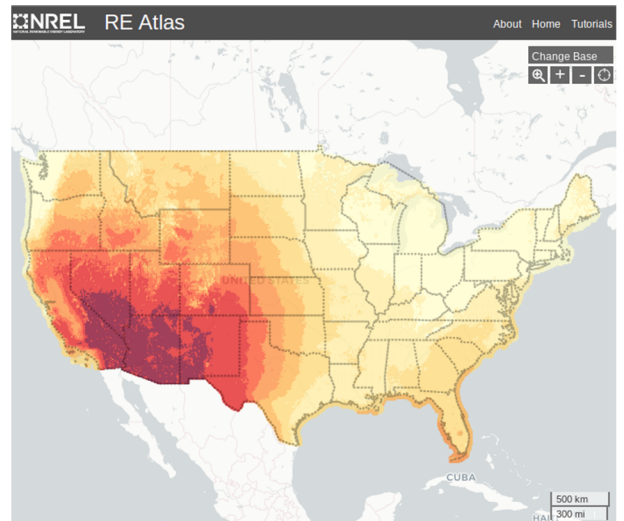 NREL
NATIONAL RENEWABLE ENERGY LABORATORY
RE Atlas
About Home Tutorials
Change Base
+ -
UNITED STATES
CUBA
500 km
300 mi